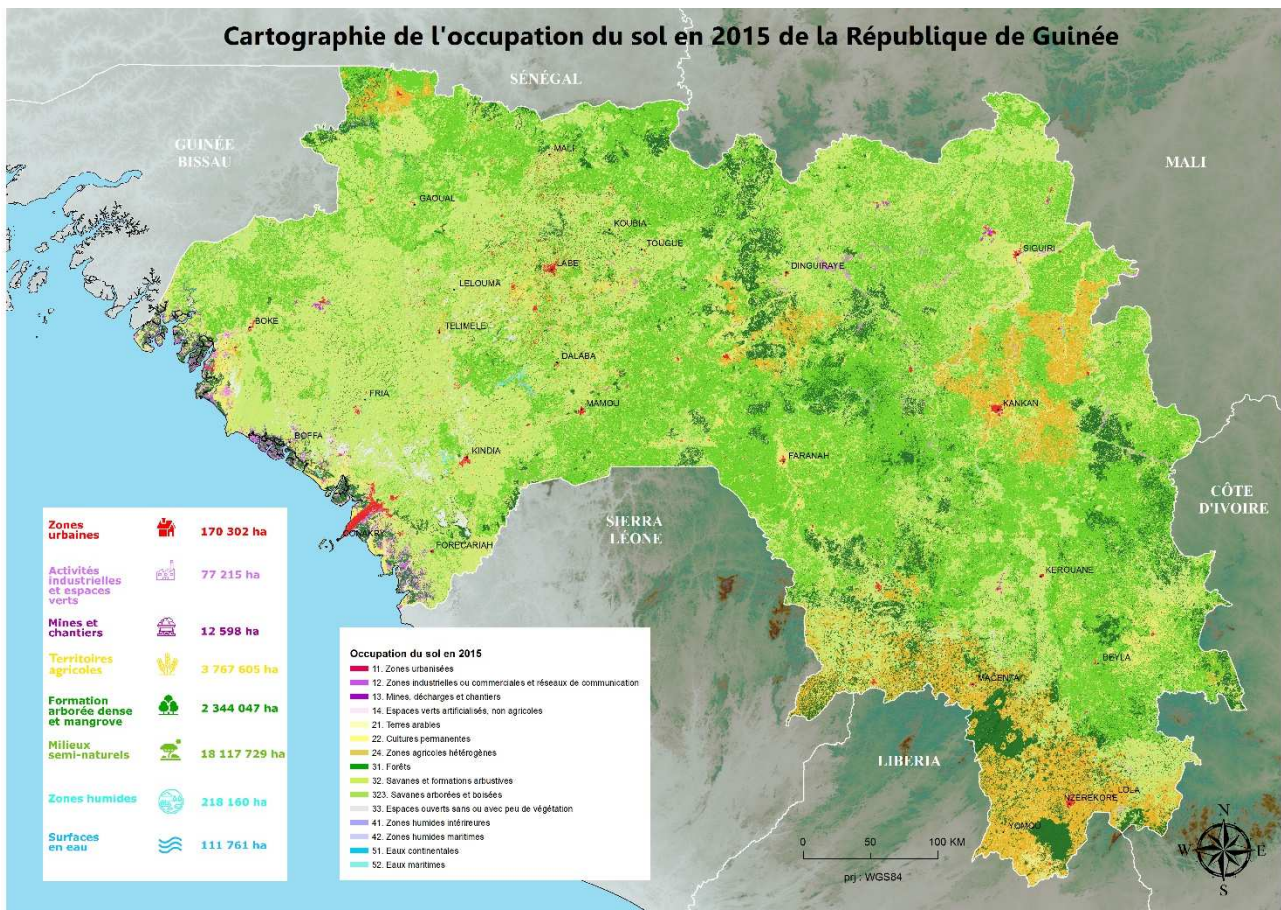 Cartographie de l'occupation du sol en 2015 de la République de Guinée
SÉNÉGAL
GUINÉE
BISSAU
MALI
MALI
GAOUAL
KOUBIA
TOUGUE
SIGUIRI
LABE
DINGUIRAYE
LELOUMA
BOKE
TELIMELE
DALABA
FRIA
MAMOU
KANKAN
BOFFA
KINDIA
FARANAH
CÔTE
D'IVOIRE
SIERRA
LÉONE
CONAKRY
FORECARIAH
KEROUANE
BEYLA
MACENTA
LIBERIA
LOLA
NZEREKORE
YOMOU
Zones
urbaines
170 302 ha
Activités
industrielles
et espaces
verts
77 215 ha
Mines et
chantiers
12 598 ha
Territoires
agricoles
3 767 605 ha
Formation
arborée dense
et mangrove
2 344 047 ha
Milieux
semi-naturels
18 117 729 ha
Zones humides
218 160 ha
Surfaces
en eau
111 761 ha
Occupation du sol en 2015
11. Zones urbanisées
12. Zones industrielles ou commerciales et réseaux de communication
13. Mines, décharges et chantiers
14. Espaces verts artificialisés, non agricoles
21. Terres arables
22. Cultures permanentes
24. Zones agricoles hétérogènes
31. Forêts
32. Savanes et formations arbustives
323. Savanes arborées et boisées
33. Espaces ouverts sans ou avec peu de végétation
41. Zones humides intérireures
42. Zones humides maritimes
51. Eaux continentales
52. Eaux maritimes
0 50 100 KM
prj : WGS84
N
W E
S